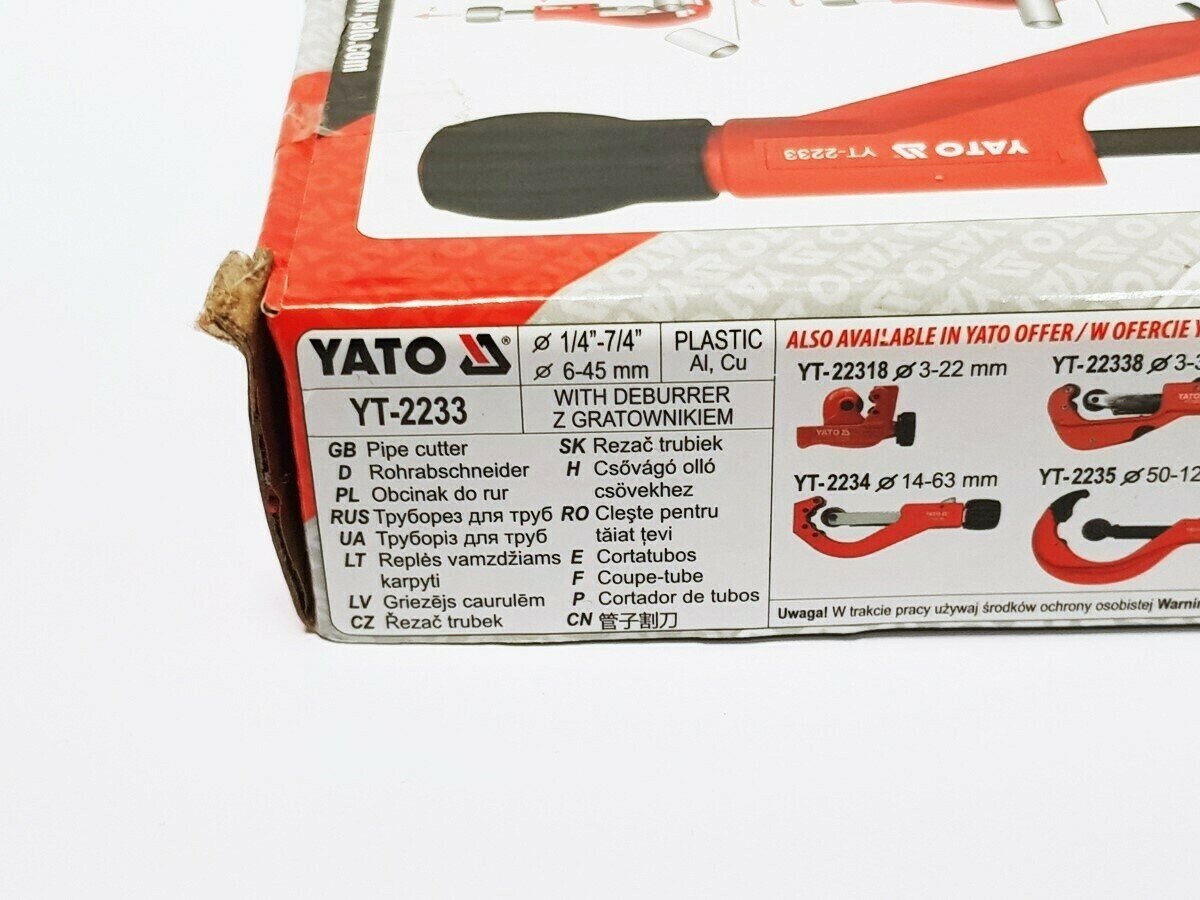 www.yato.com
YT-2233 YATO
YATO
YATO ® ⌀ 1/4”-7/4” PLASTIC
⌀ 6-45 mm Al, Cu
YT-2233 WITH DEBURRER
Z GRATOWNIKIEM
GB Pipe cutter
D Rohrabschneider
PL Obcinak do rur
RUS Труборез для труб
UA Труборіз для труб
LT Replės vamzdžiams
karpyti
LV Griezējs caurulēm
CZ Řezač trubek
SK Rezač trubiek
H Csővágó olló
csövekhez
RO Cleşte pentru
tăiat ţevi
E Cortatubos
F Coupe-tube
P Cortador de tubos
CN 管子割刀
ALSO AVAILABLE IN YATO OFFER / W OFERCIE
YT-22318 ⌀ 3-22 mm
YATO
YT-22338 ⌀
YATO
YT-2234 ⌀ 14-63 mm
YT-2235 ⌀
Uwaga! W trakcie pracy używaj środków ochrony osobistej